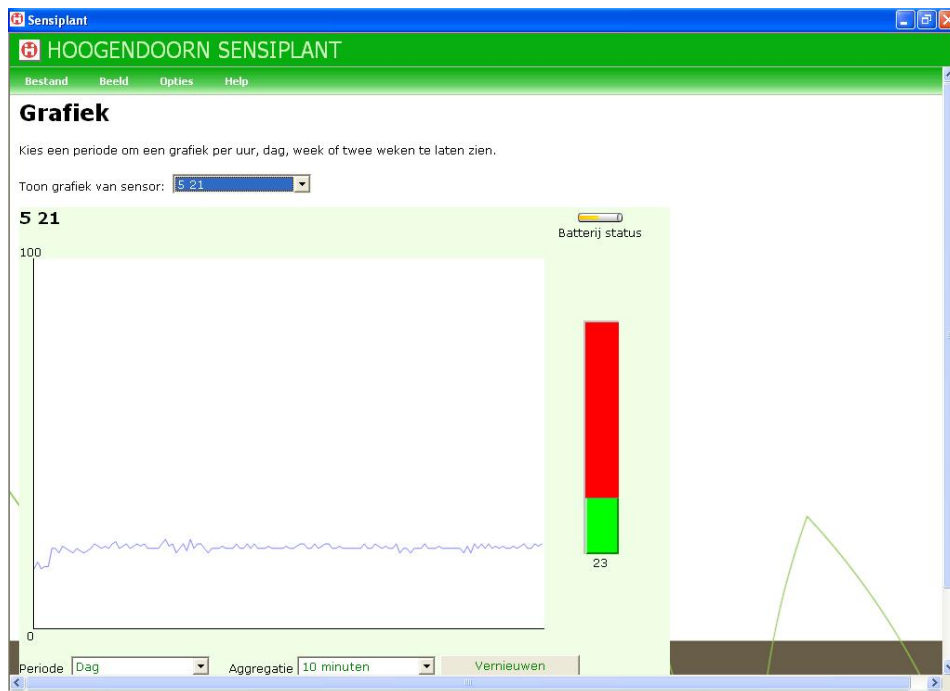 Sensiplant
HOOGENDOORN SENSIPLANT
Bestand Beeld Opties Help
Grafiek
Kies een periode om een grafiek per uur, dag, week of twee weken te laten zien.
Toon grafiek van sensor: 5 21
5 21
Batterij status
100
23
0
Periode Dag Aggregatie 10 minuten Vernieuwen